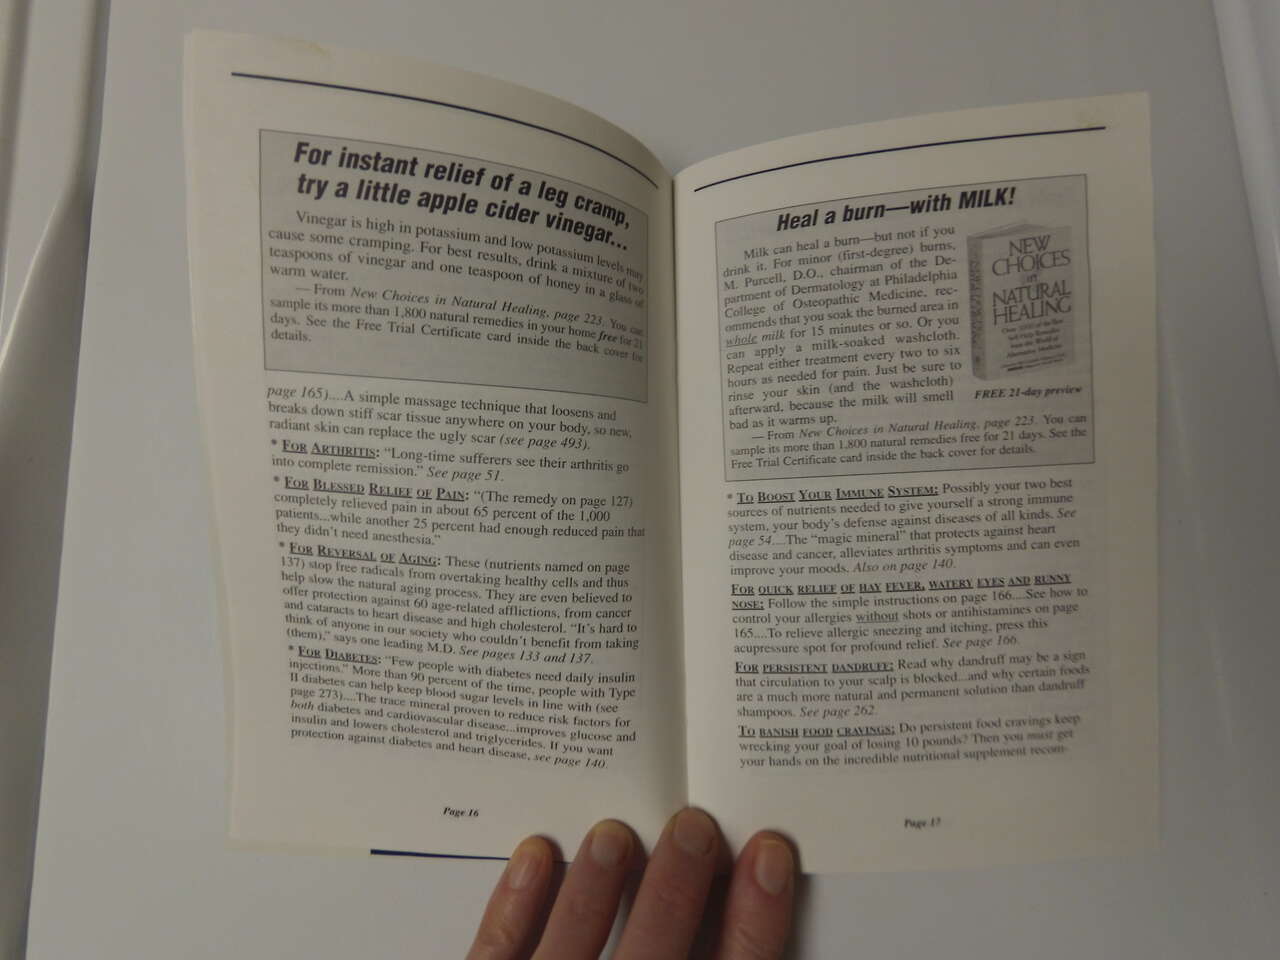 For instant relief of a leg cramp,
try a little apple cider vinegar...
Vinegar is high in potassium and low potassium levels may
cause some cramping. For best results, drink a mixture of two
teaspoons of vinegar and one teaspoon of honey in a glass of
warm water.
— From New Choices in Natural Healing, page 223. You can
sample its more than 1,800 natural remedies in your home free for 21
days. See the Free Trial Certificate card inside the back cover for
details.
page 165)....A simple massage technique that loosens and
breaks down stiff scar tissue anywhere on your body, so new,
radiant skin can replace the ugly scar (see page 493).
* FOR ARTHRITIS: “Long-time sufferers see their arthritis go
into complete remission.” See page 51.
* FOR BLESSED RELIEF OF PAIN: “(The remedy on page 127)
completely relieved pain in about 65 percent of the 1,000
patients...while another 25 percent had enough reduced pain that
they didn’t need anesthesia.”
* FOR REVERSAL OF AGING: These (nutrients named on page
137) stop free radicals from overtaking healthy cells and thus
help slow the natural aging process. They are even believed to
offer protection against 60 age-related afflictions, from cancer
and cataracts to heart disease and high cholesterol. “It’s hard to
think of anyone in our society who couldn’t benefit from taking
(them),” says one leading M.D. See pages 133 and 137.
* FOR DIABETES: “Few people with diabetes need daily insulin
injections.” More than 90 percent of the time, people with Type
II diabetes can help keep blood sugar levels in line with (see
page 273)....The trace mineral proven to reduce risk factors for
both diabetes and cardiovascular disease...improves glucose and
insulin and lowers cholesterol and triglycerides. If you want
protection against diabetes and heart disease, see page 140.
Page 16
Heal a burn—with MILK!
Milk can heal a burn—but not if you
drink it. For minor (first-degree) burns,
M. Purcell, D.O., chairman of the De-
partment of Dermatology at Philadelphia
College of Osteopathic Medicine, rec-
ommends that you soak the burned area in
whole milk for 15 minutes or so. Or you
can apply a milk-soaked washcloth.
Repeat either treatment every two to six
hours as needed for pain. Just be sure to
rinse your skin (and the washcloth)
afterward, because the milk will smell
bad as it warms up.
NEW
CHOICES
in
NATURAL
HEALING
FREE 21-day preview
— From New Choices in Natural Healing, page 223. You can
sample its more than 1,800 natural remedies free for 21 days. See the
Free Trial Certificate card inside the back cover for details.
* TO BOOST YOUR IMMUNE SYSTEM: Possibly your two best
sources of nutrients needed to give yourself a strong immune
system, your body’s defense against diseases of all kinds. See
page 54....The “magic mineral” that protects against heart
disease and cancer, alleviates arthritis symptoms and can even
improve your moods. Also on page 140.
FOR QUICK RELIEF OF HAY FEVER, WATERY EYES AND RUNNY
NOSE: Follow the simple instructions on page 166....See how to
control your allergies without shots or antihistamines on page
165....To relieve allergic sneezing and itching, press this
acupressure spot for profound relief. See page 166.
FOR PERSISTENT DANDRUFF: Read why dandruff may be a sign
that circulation to your scalp is blocked...and why certain foods
are a much more natural and permanent solution than dandruff
shampoos. See page 262.
TO BANISH FOOD CRAVINGS: Do persistent food cravings keep
wrecking your goal of losing 10 pounds? Then you must get
your hands on the incredible nutritional supplement recom-
Page 17